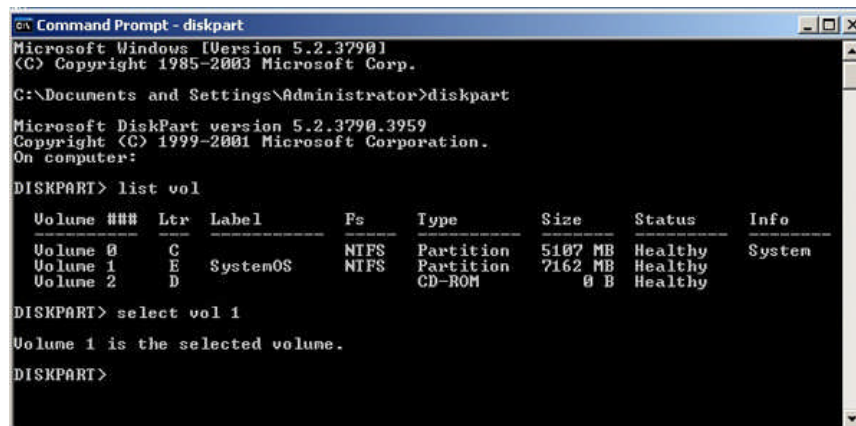 Command Prompt - diskpart
Microsoft Windows [Version 5.2.3790]
(C) Copyright 1985-2003 Microsoft Corp.
C:\Documents and Settings\Administrator>diskpart
Microsoft DiskPart version 5.2.3790.3959
Copyright (C) 1999-2001 Microsoft Corporation.
On computer:
DISKPART> list vol
Volume ### Ltr Label Fs Type Size Status Info
---------- --- ----------- ----- ---------- ------- --------- --------
Volume 0 C NTFS Partition 5107 MB Healthy System
Volume 1 E SystemOS NTFS Partition 7162 MB Healthy
Volume 2 D CD-ROM 0 B Healthy
DISKPART> select vol 1
Volume 1 is the selected volume.
DISKPART>